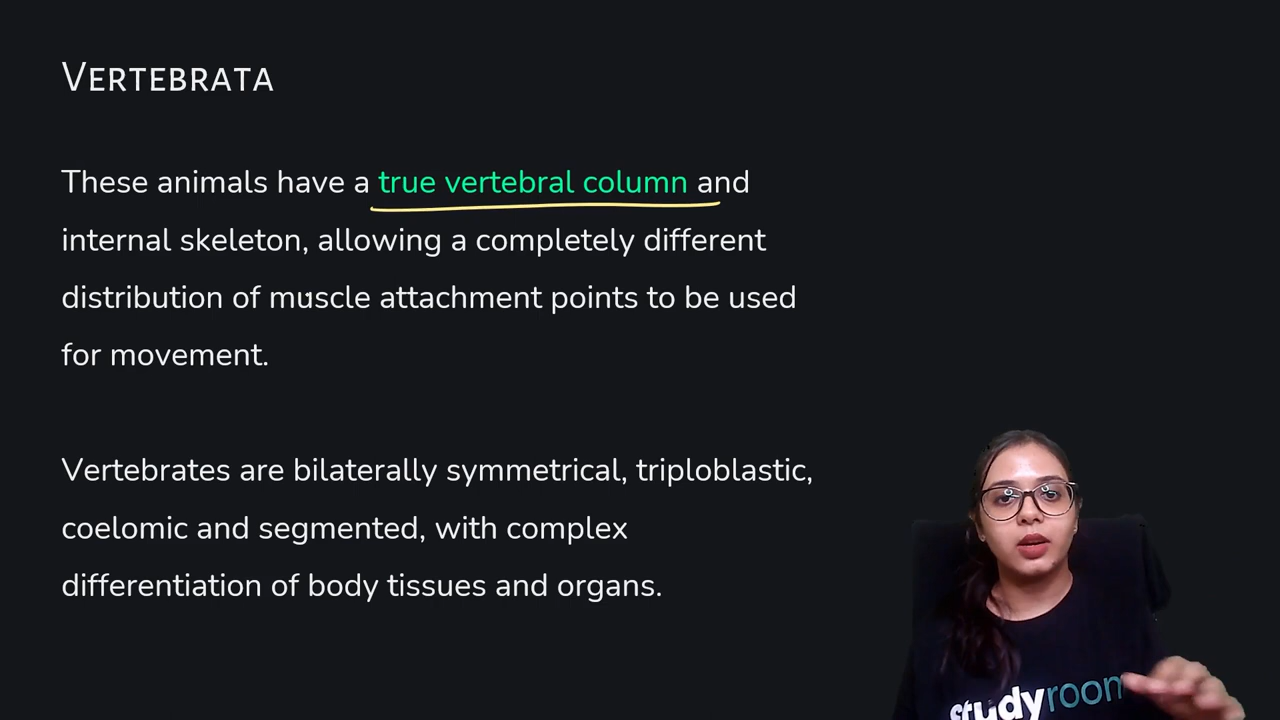 VERTEBRATA
These animals have a true vertebral column and
internal skeleton, allowing a completely different
distribution of muscle attachment points to be used
for movement.
Vertebrates are bilaterally symmetrical, triploblastic,
coelomic and segmented, with complex
differentiation of body tissues and organs.
studyroom